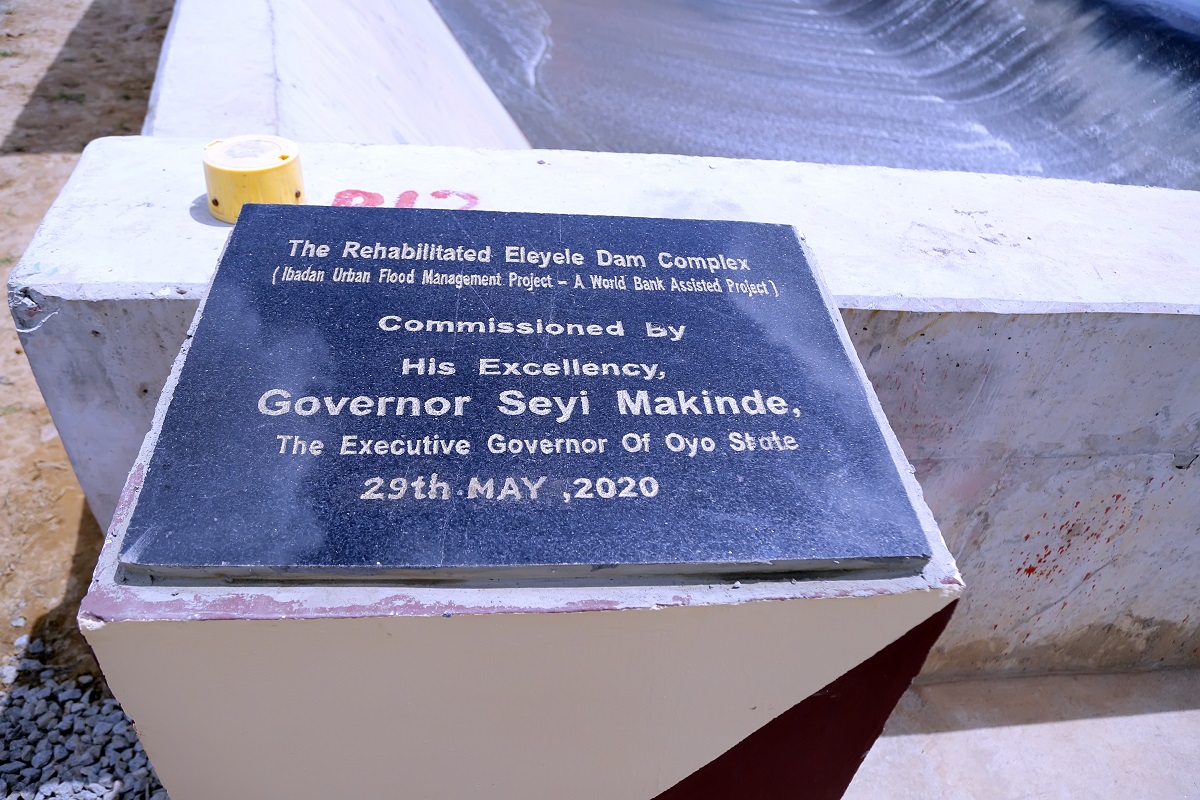 The Rehabilitated Eleyele Dam Complex
( Ibadan Urban Flood Management Project – A World Bank Assisted Project )
Commissioned By
His Excellency,
Governor Seyi Makinde,
The Executive Governor Of Oyo State
29th MAY ,2020